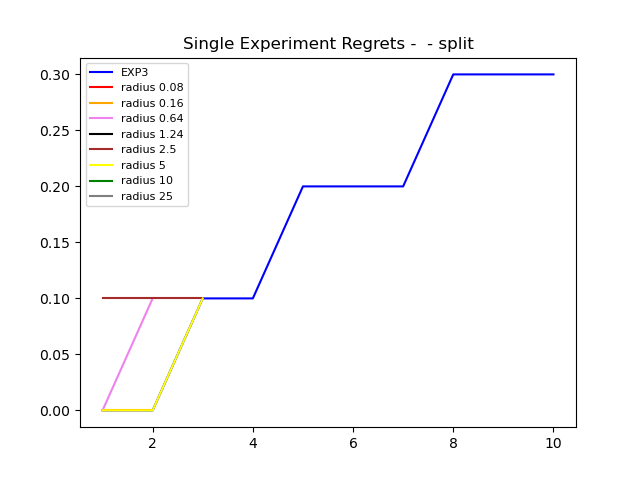 Single Experiment Regrets -  - split
EXP3
radius 0.08
radius 0.16
radius 0.64
radius 1.24
radius 2.5
radius 5
radius 10
radius 25
0.30
0.25
0.20
0.15
0.10
0.05
0.00
2 4 6 8 10